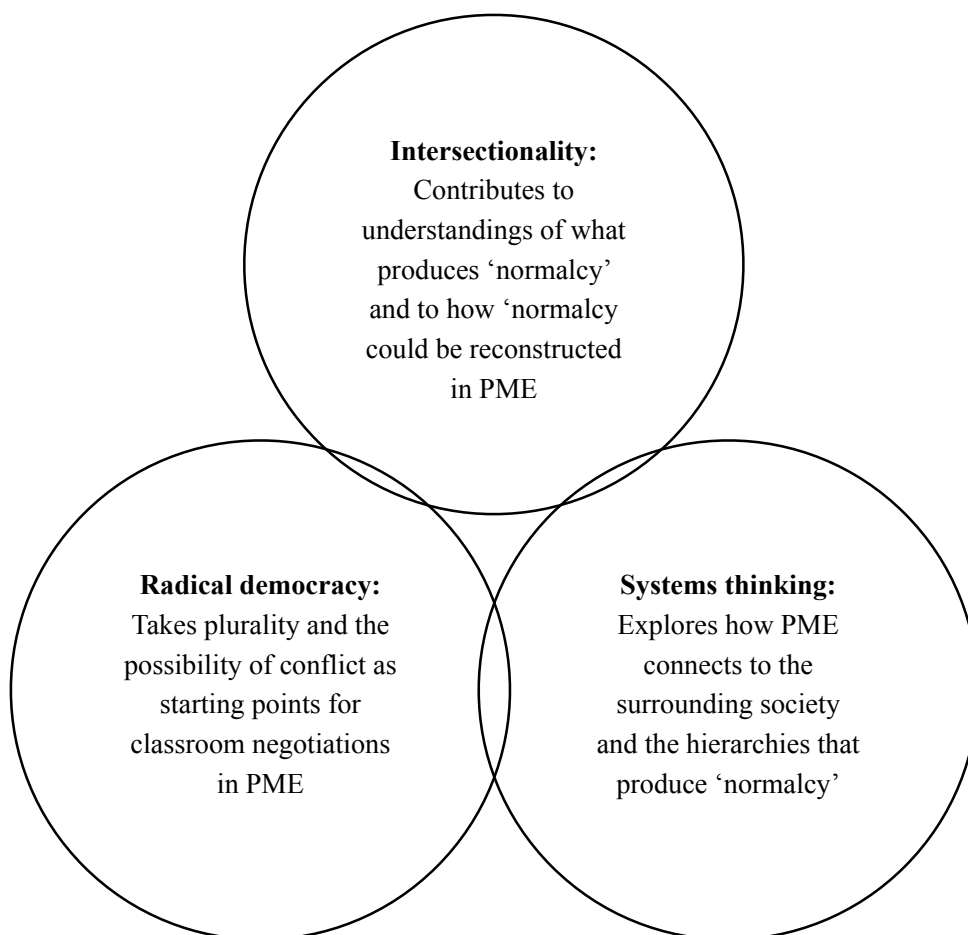 Intersectionality:
Contributes to
understandings of what
produces ‘normalcy’
and to how ‘normalcy
could be reconstructed
in PME
Radical democracy:
Takes plurality and the
possibility of conflict as
starting points for
classroom negotiations
in PME
Systems thinking:
Explores how PME
connects to the
surrounding society
and the hierarchies that
produce ‘normalcy’